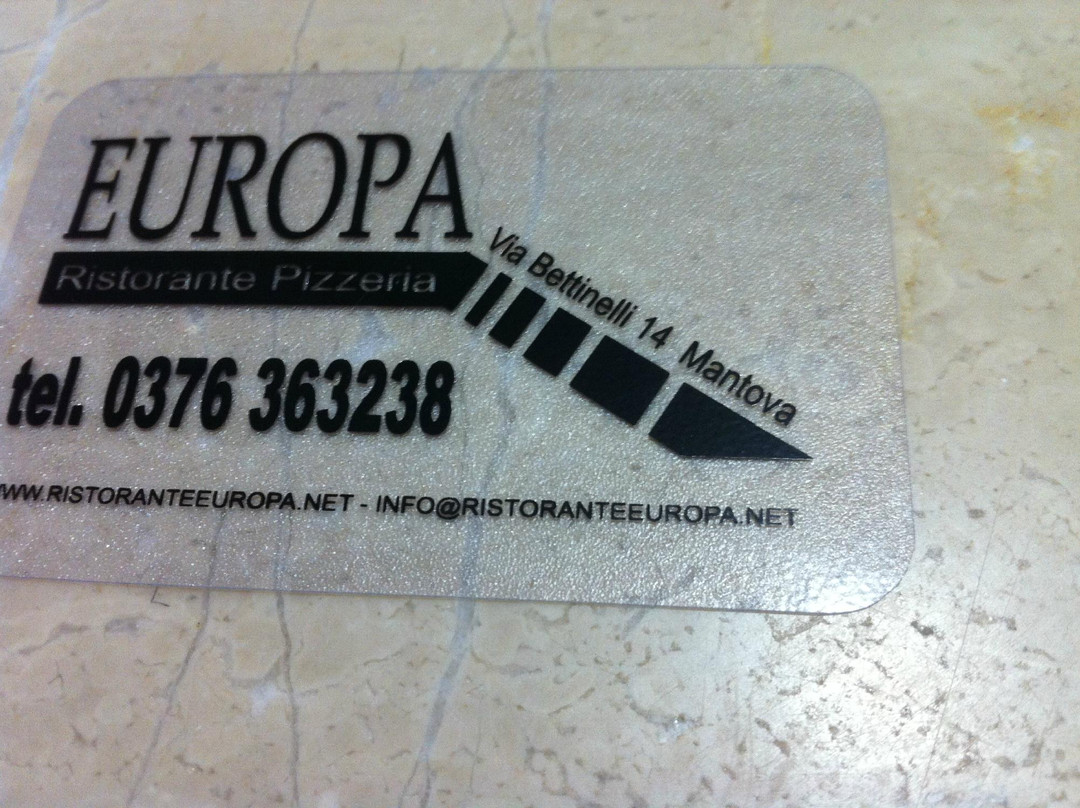 EUROPA
Ristorante Pizzeria
Via Bettinelli 14 Mantova
tel. 0376 363238
WWW.RISTORANTEEUROPA.NET - INFO@RISTORANTEEUROPA.NET